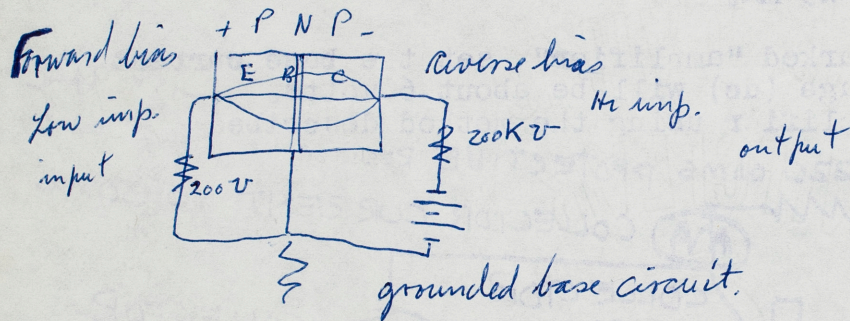 + P N P -
Forward bias
E B C
reverse bias
Low imp.
Hi imp.
input
200 Ʊ
200K Ʊ
output
grounded base circuit.